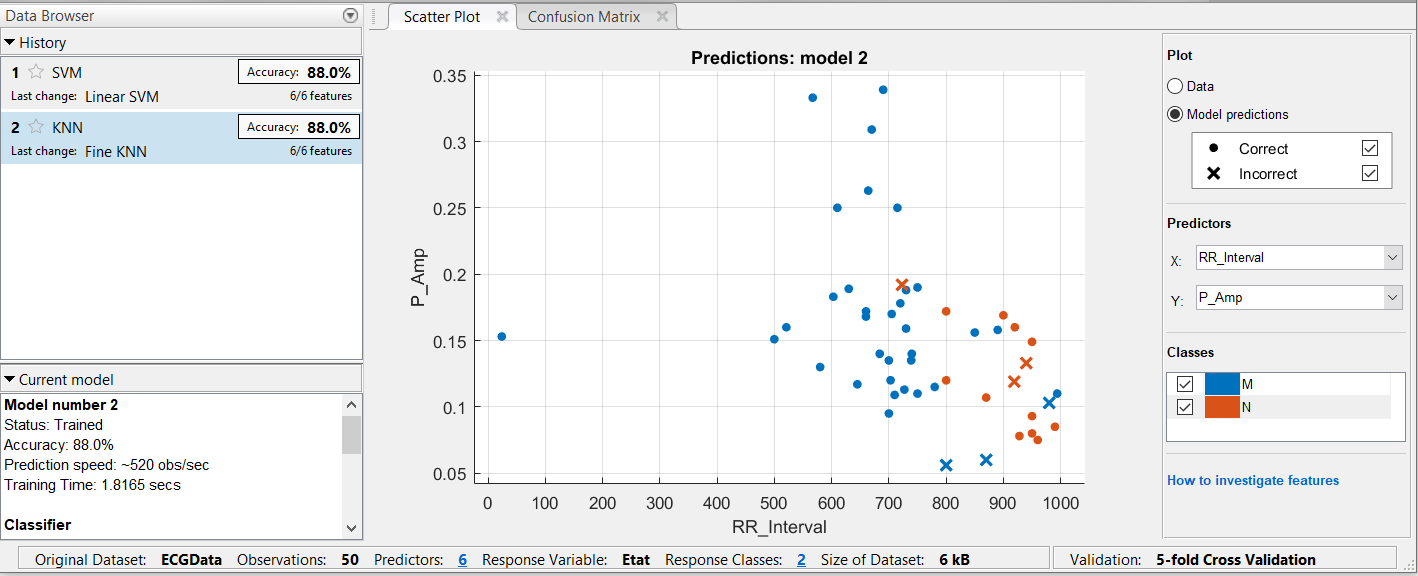 Data Browser
History
1 SVM Accuracy: 88.0%
Last change: Linear SVM 6/6 features
2 KNN Accuracy: 88.0%
Last change: Fine KNN 6/6 features
Current model
Model number 2
Status: Trained
Accuracy: 88.0%
Prediction speed: ~520 obs/sec
Training Time: 1.8165 secs
Classifier
Scatter Plot Confusion Matrix
Predictions: model 2
0.35
0.3
0.25
0.2
0.15
0.1
0.05
P_Amp
0 100 200 300 400 500 600 700 800 900 1000
RR_Interval
Plot
Data
Model predictions
Correct
Incorrect
Predictors
X: RR_Interval
Y: P_Amp
Classes
M
N
How to investigate features
Original Dataset: ECGData Observations: 50 Predictors: 6 Response Variable: Etat Response Classes: 2 Size of Dataset: 6 kB Validation: 5-fold Cross Validation